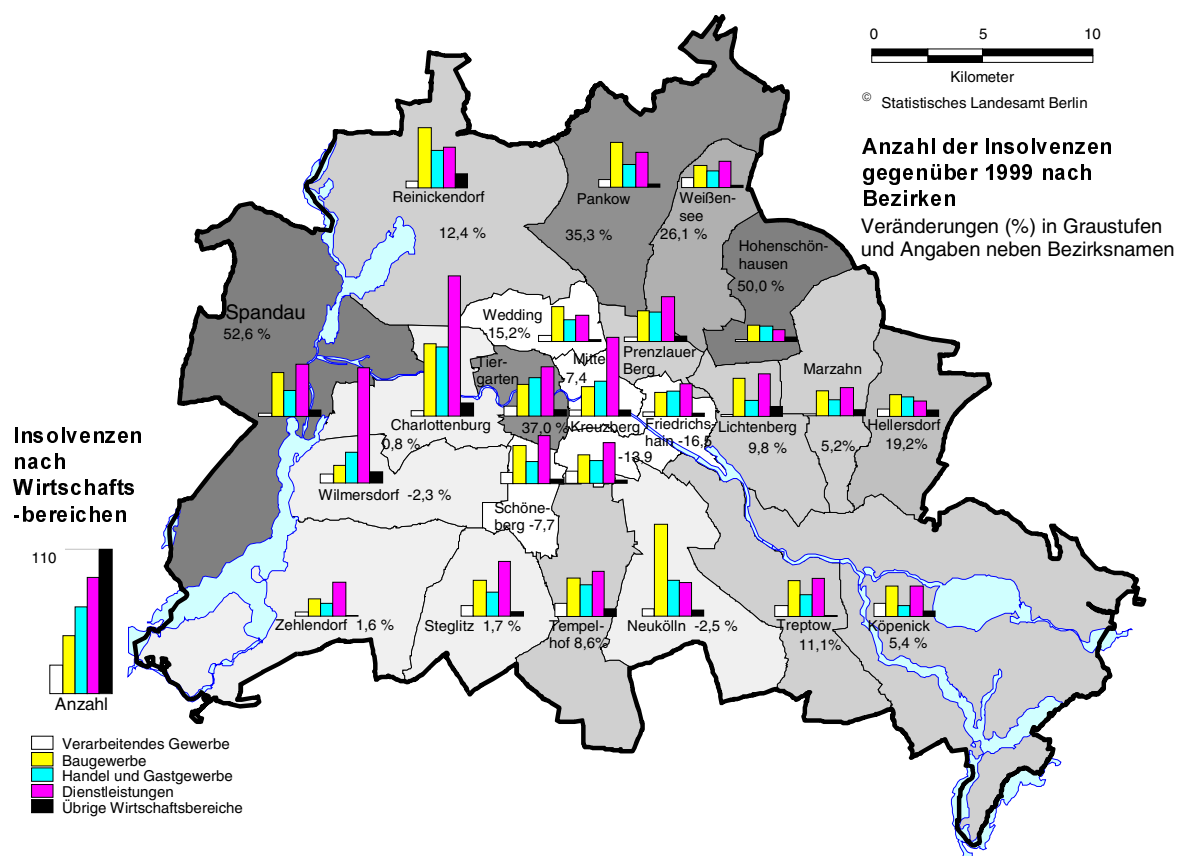 0 5 10
Kilometer
© Statistisches Landesamt Berlin
Anzahl der Insolvenzen
gegenüber 1999 nach
Bezirken
Veränderungen (%) in Graustufen
und Angaben neben Bezirksnamen
Reinickendorf
12,4 %
Pankow
35,3 %
Weißen-
see
26,1 %
Hohenschön-
hausen
50,0 %
Spandau
52,6 %
Wedding
-15,2%
Mitte
-7,4
Prenzlauer
Berg
Tier-
garten
37,0 %
Marzahn
5,2%
Charlottenburg
0,8 %
Kreuzberg
-13,9
Friedrichs-
hain -16,5
Lichtenberg
9,8 %
Hellersdorf
19,2%
Wilmersdorf -2,3 %
Schöne-
berg -7,7
Zehlendorf 1,6 %
Steglitz 1,7 %
Tempel-
hof 8,6%
Neukölln -2,5 %
Treptow
11,1%
Köpenick
5,4 %
Insolvenzen
nach
Wirtschafts
-bereichen
110
Anzahl
Verarbeitendes Gewerbe
Baugewerbe
Handel und Gastgewerbe
Dienstleistungen
Übrige Wirtschaftsbereiche